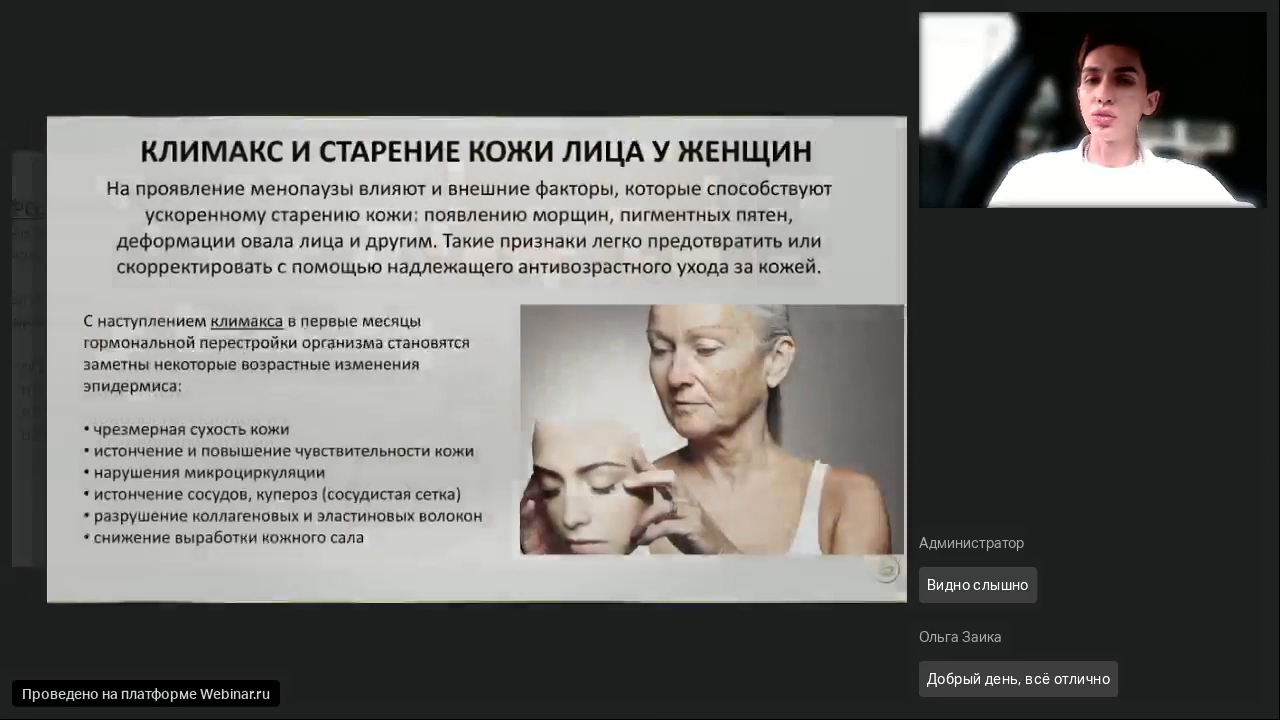 КЛИМАКС И СТАРЕНИЕ КОЖИ ЛИЦА У ЖЕНЩИН
На проявление менопаузы влияют и внешние факторы, которые способствуют
ускоренному старению кожи: появлению морщин, пигментных пятен,
деформации овала лица и другим. Такие признаки легко предотвратить или
скорректировать с помощью надлежащего антивозрастного ухода за кожей.
С наступлением климакса в первые месяцы
гормональной перестройки организма становятся
заметны некоторые возрастные изменения
эпидермиса:
• чрезмерная сухость кожи
• истончение и повышение чувствительности кожи
• нарушения микроциркуляции
• истончение сосудов, купероз (сосудистая сетка)
• разрушение коллагеновых и эластиновых волокон
• снижение выработки кожного сала
Администратор
Видно слышно
Ольга Заика
Добрый день, всё отлично
Проведено на платформе Webinar.ru